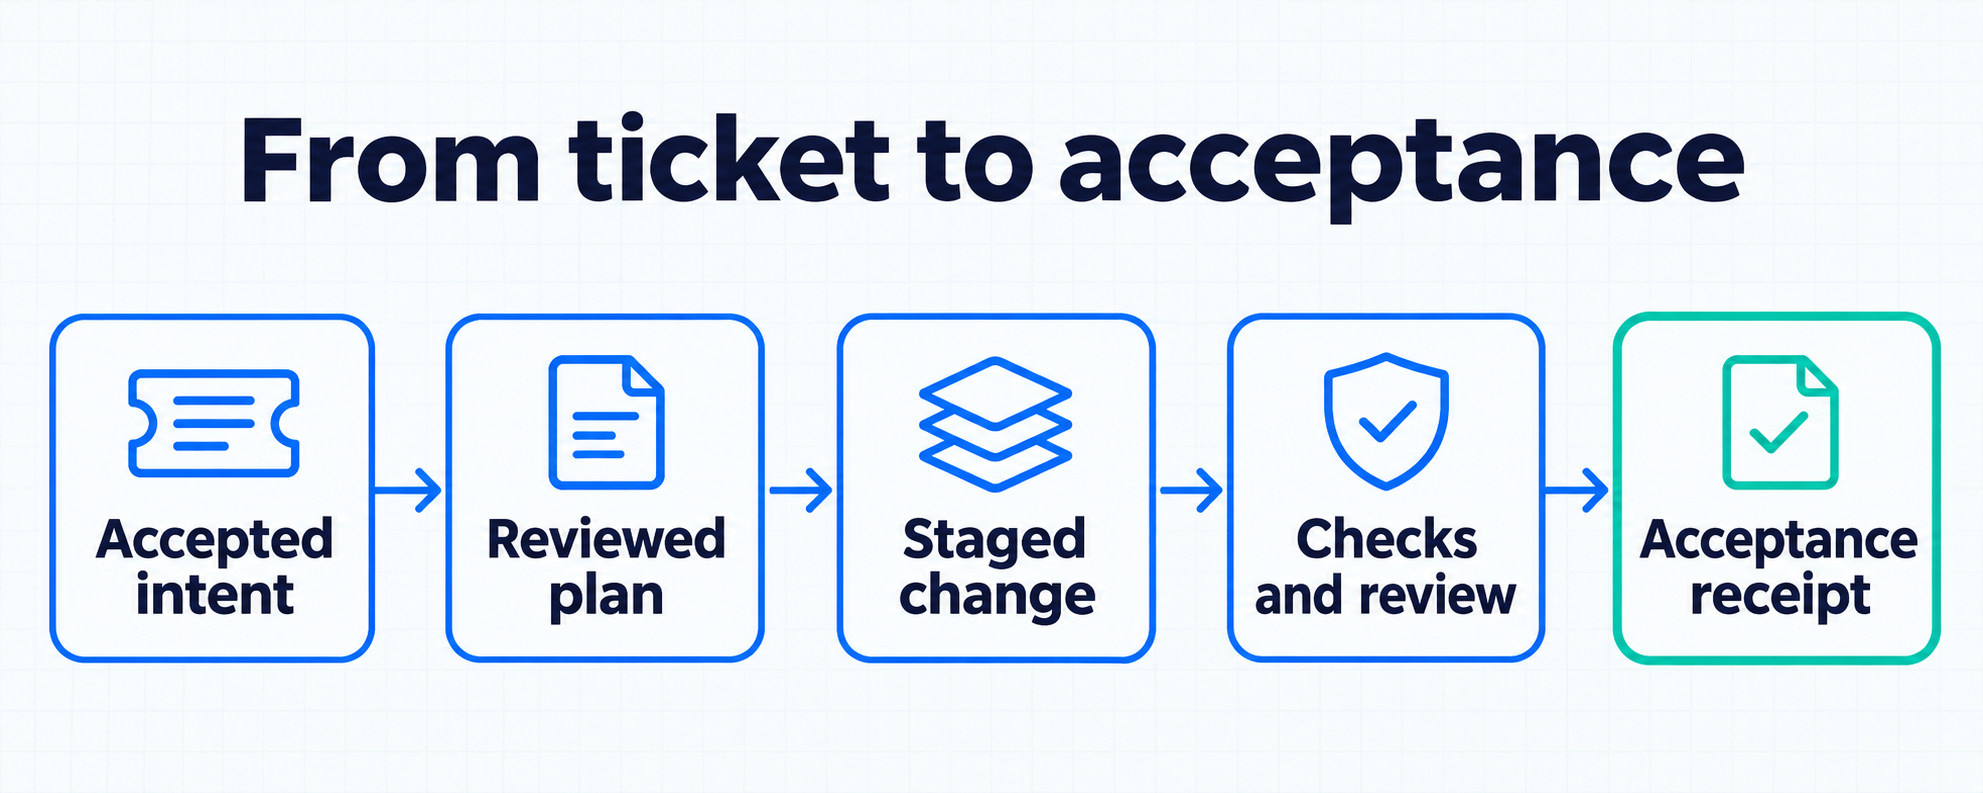 From ticket to acceptance
Accepted
intent
Reviewed
plan
Staged
change
Checks
and review
Acceptance
receipt